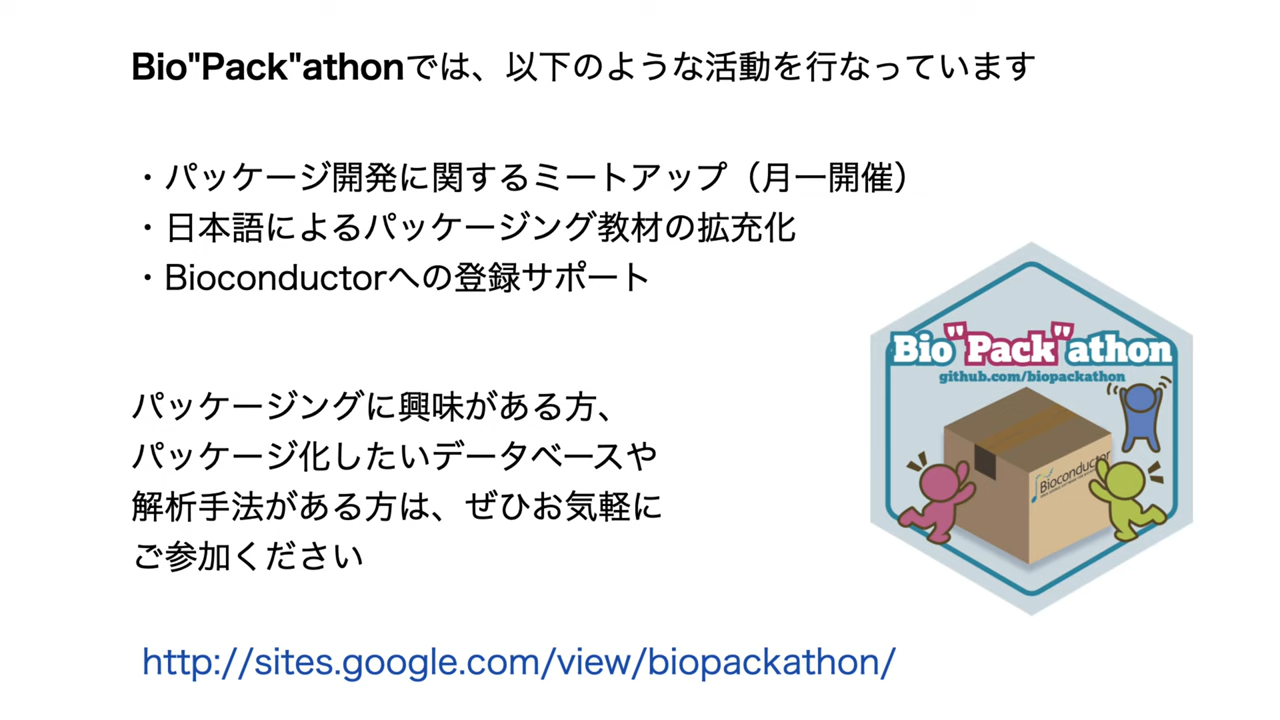 Bio"Pack"athonでは、以下のような活動を行なっています
・パッケージ開発に関するミートアップ（月一開催）
・日本語によるパッケージング教材の拡充化
・Bioconductorへの登録サポート
Bio"Pack"athon
github.com/biopackathon
Bioconductor
パッケージングに興味がある方、
パッケージ化したいデータベースや
解析手法がある方は、ぜひお気軽に
ご参加ください
http://sites.google.com/view/biopackathon/